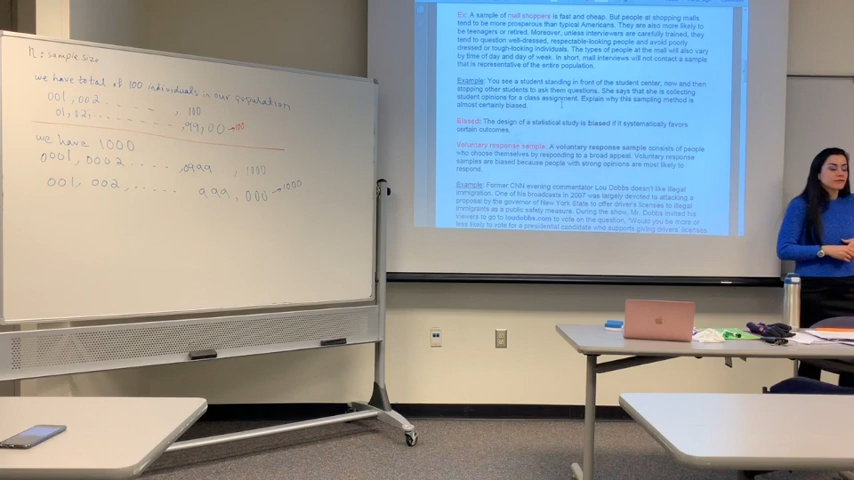 n: sample size
we have total of 100 individuals in our population
001, 002 - - - - - , 100
01, 02, - - - - - , 99, 00 → 100
we have 1000
0001, 0002 - - - - , 0999, 1000
001, 002, - - - - - 999, 000 → 1000
Ex: A sample of mall shoppers is fast and cheap. But people at shopping malls
tend to be more prosperous than typical Americans. They are also more likely to
be teenagers or retired. Moreover, unless interviewers are carefully trained, they
tend to question well-dressed, respectable-looking people and avoid poorly
dressed or tough-looking individuals. The types of people at the mall will also vary
by time of day and day of week. In short, mall interviews will not contact a sample
that is representative of the entire population.
Example: You see a student standing in front of the student center, now and then
stopping other students to ask them questions. She says that she is collecting
student opinions for a class assignment. Explain why this sampling method is
almost certainly biased.
Biased: The design of a statistical study is biased if it systematically favors
certain outcomes.
Voluntary response sample: A voluntary response sample consists of people
who choose themselves by responding to a broad appeal. Voluntary response
samples are biased because people with strong opinions are most likely to
respond.
Example: Former CNN evening commentator Lou Dobbs doesn't like illegal
immigration. One of his broadcasts in 2007 was largely devoted to attacking a
proposal by the governor of New York State to offer driver's licenses to illegal
immigrants as a public safety measure. During the show, Mr. Dobbs invited his
viewers to go to loudobbs.com to vote on the question, "Would you be more or
less likely to vote for a presidential candidate who supports giving drivers' licenses